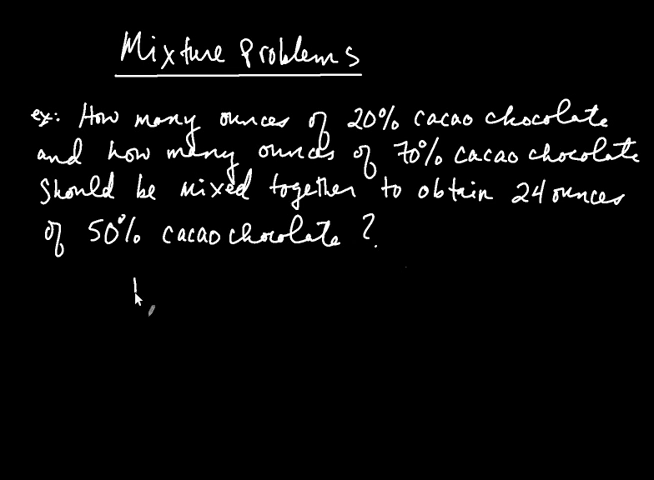 Mixture Problems
ex: How many ounces of 20% cacao chocolate
and how many ounces of 70% cacao chocolate
should be mixed together to obtain 24 ounces
of 50% cacao chocolate?